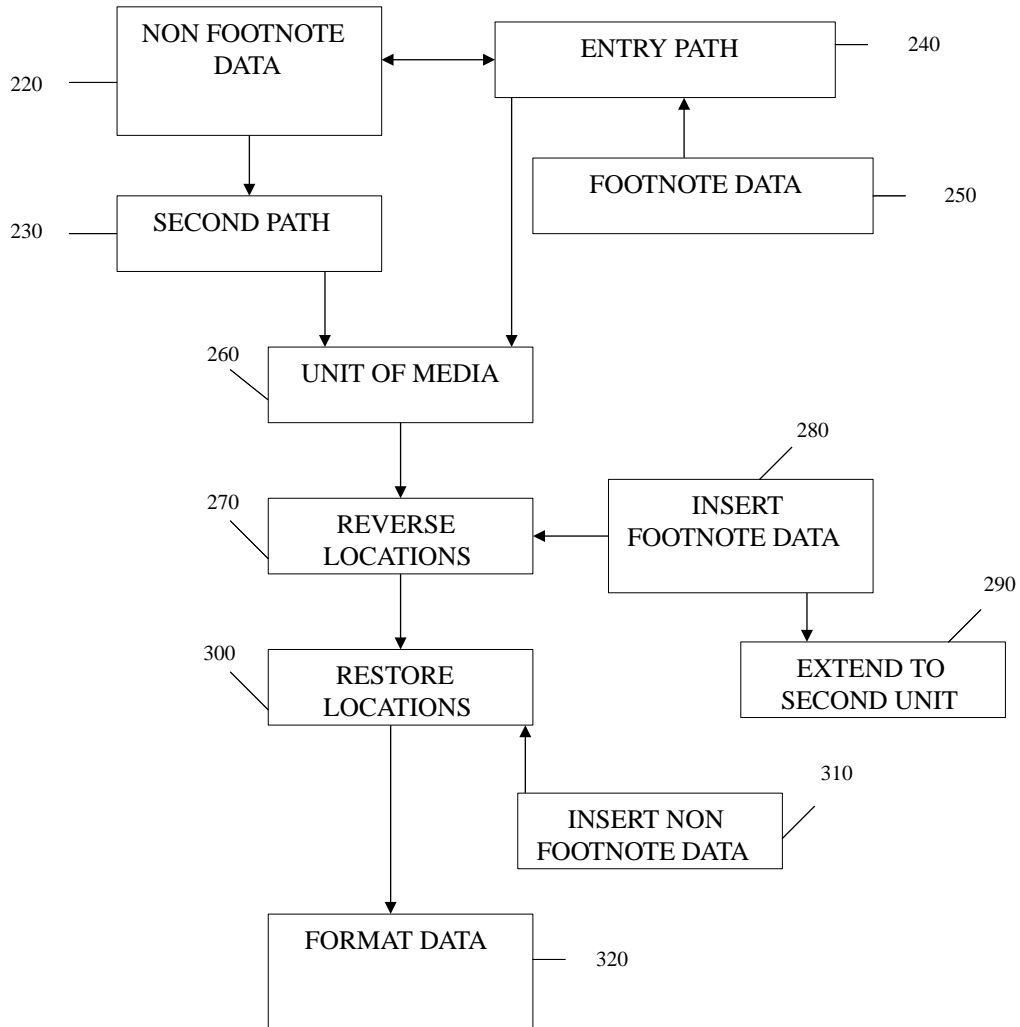 NON FOOTNOTE
DATA
220
ENTRY PATH
240
FOOTNOTE DATA
250
SECOND PATH
230
260
UNIT OF MEDIA
280
270
REVERSE
LOCATIONS
INSERT
FOOTNOTE DATA
290
EXTEND TO
SECOND UNIT
300
RESTORE
LOCATIONS
310
INSERT NON
FOOTNOTE DATA
FORMAT DATA
320